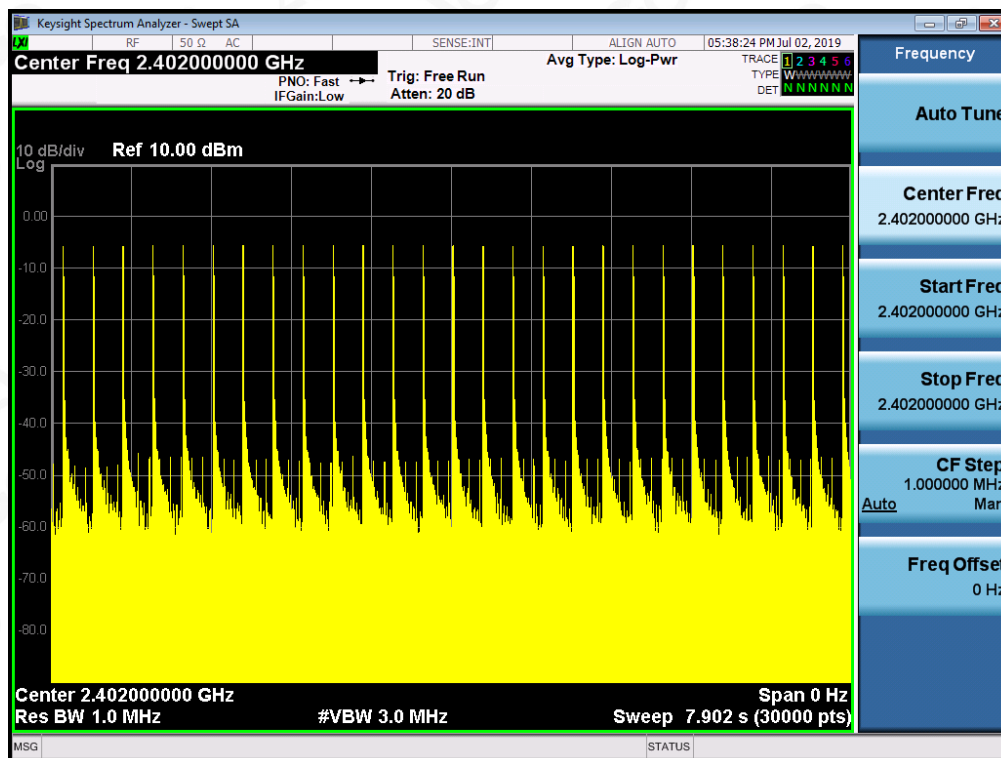 Keysight Spectrum Analyzer - Swept SA
LXI RF 50 Ω AC SENSE:INT ALIGN AUTO 05:38:24 PM Jul 02, 2019
Center Freq 2.402000000 GHz
PNO: Fast
IFGain:Low
Trig: Free Run
Atten: 20 dB
Avg Type: Log-Pwr
TRACE 1 2 3 4 5 6
TYPE WWWWWW
DET N N N N N N
10 dB/div Ref 10.00 dBm
Log
0.00
-10.0
-20.0
-30.0
-40.0
-50.0
-60.0
-70.0
-80.0
Center 2.402000000 GHz Span 0 Hz
Res BW 1.0 MHz #VBW 3.0 MHz Sweep 7.902 s (30000 pts)
MSG STATUS
Frequency
Auto Tune
Center Freq
2.402000000 GHz
Start Freq
2.402000000 GHz
Stop Freq
2.402000000 GHz
CF Step
1.000000 MHz
Auto Man
Freq Offset
0 Hz